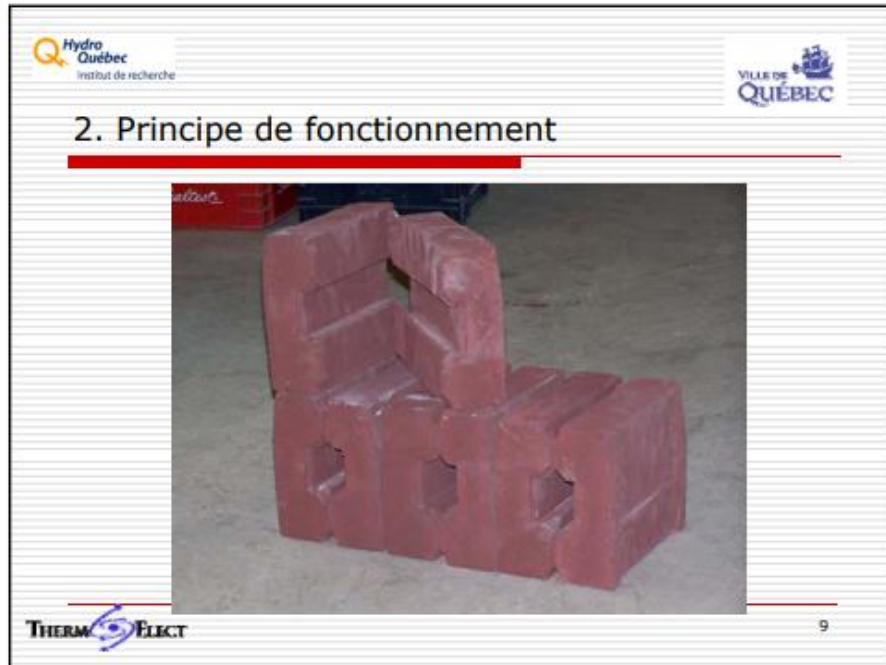 Hydro
Québec
Institut de recherche
VILLE DE
QUÉBEC
2. Principe de fonctionnement
THERM ELECT
9